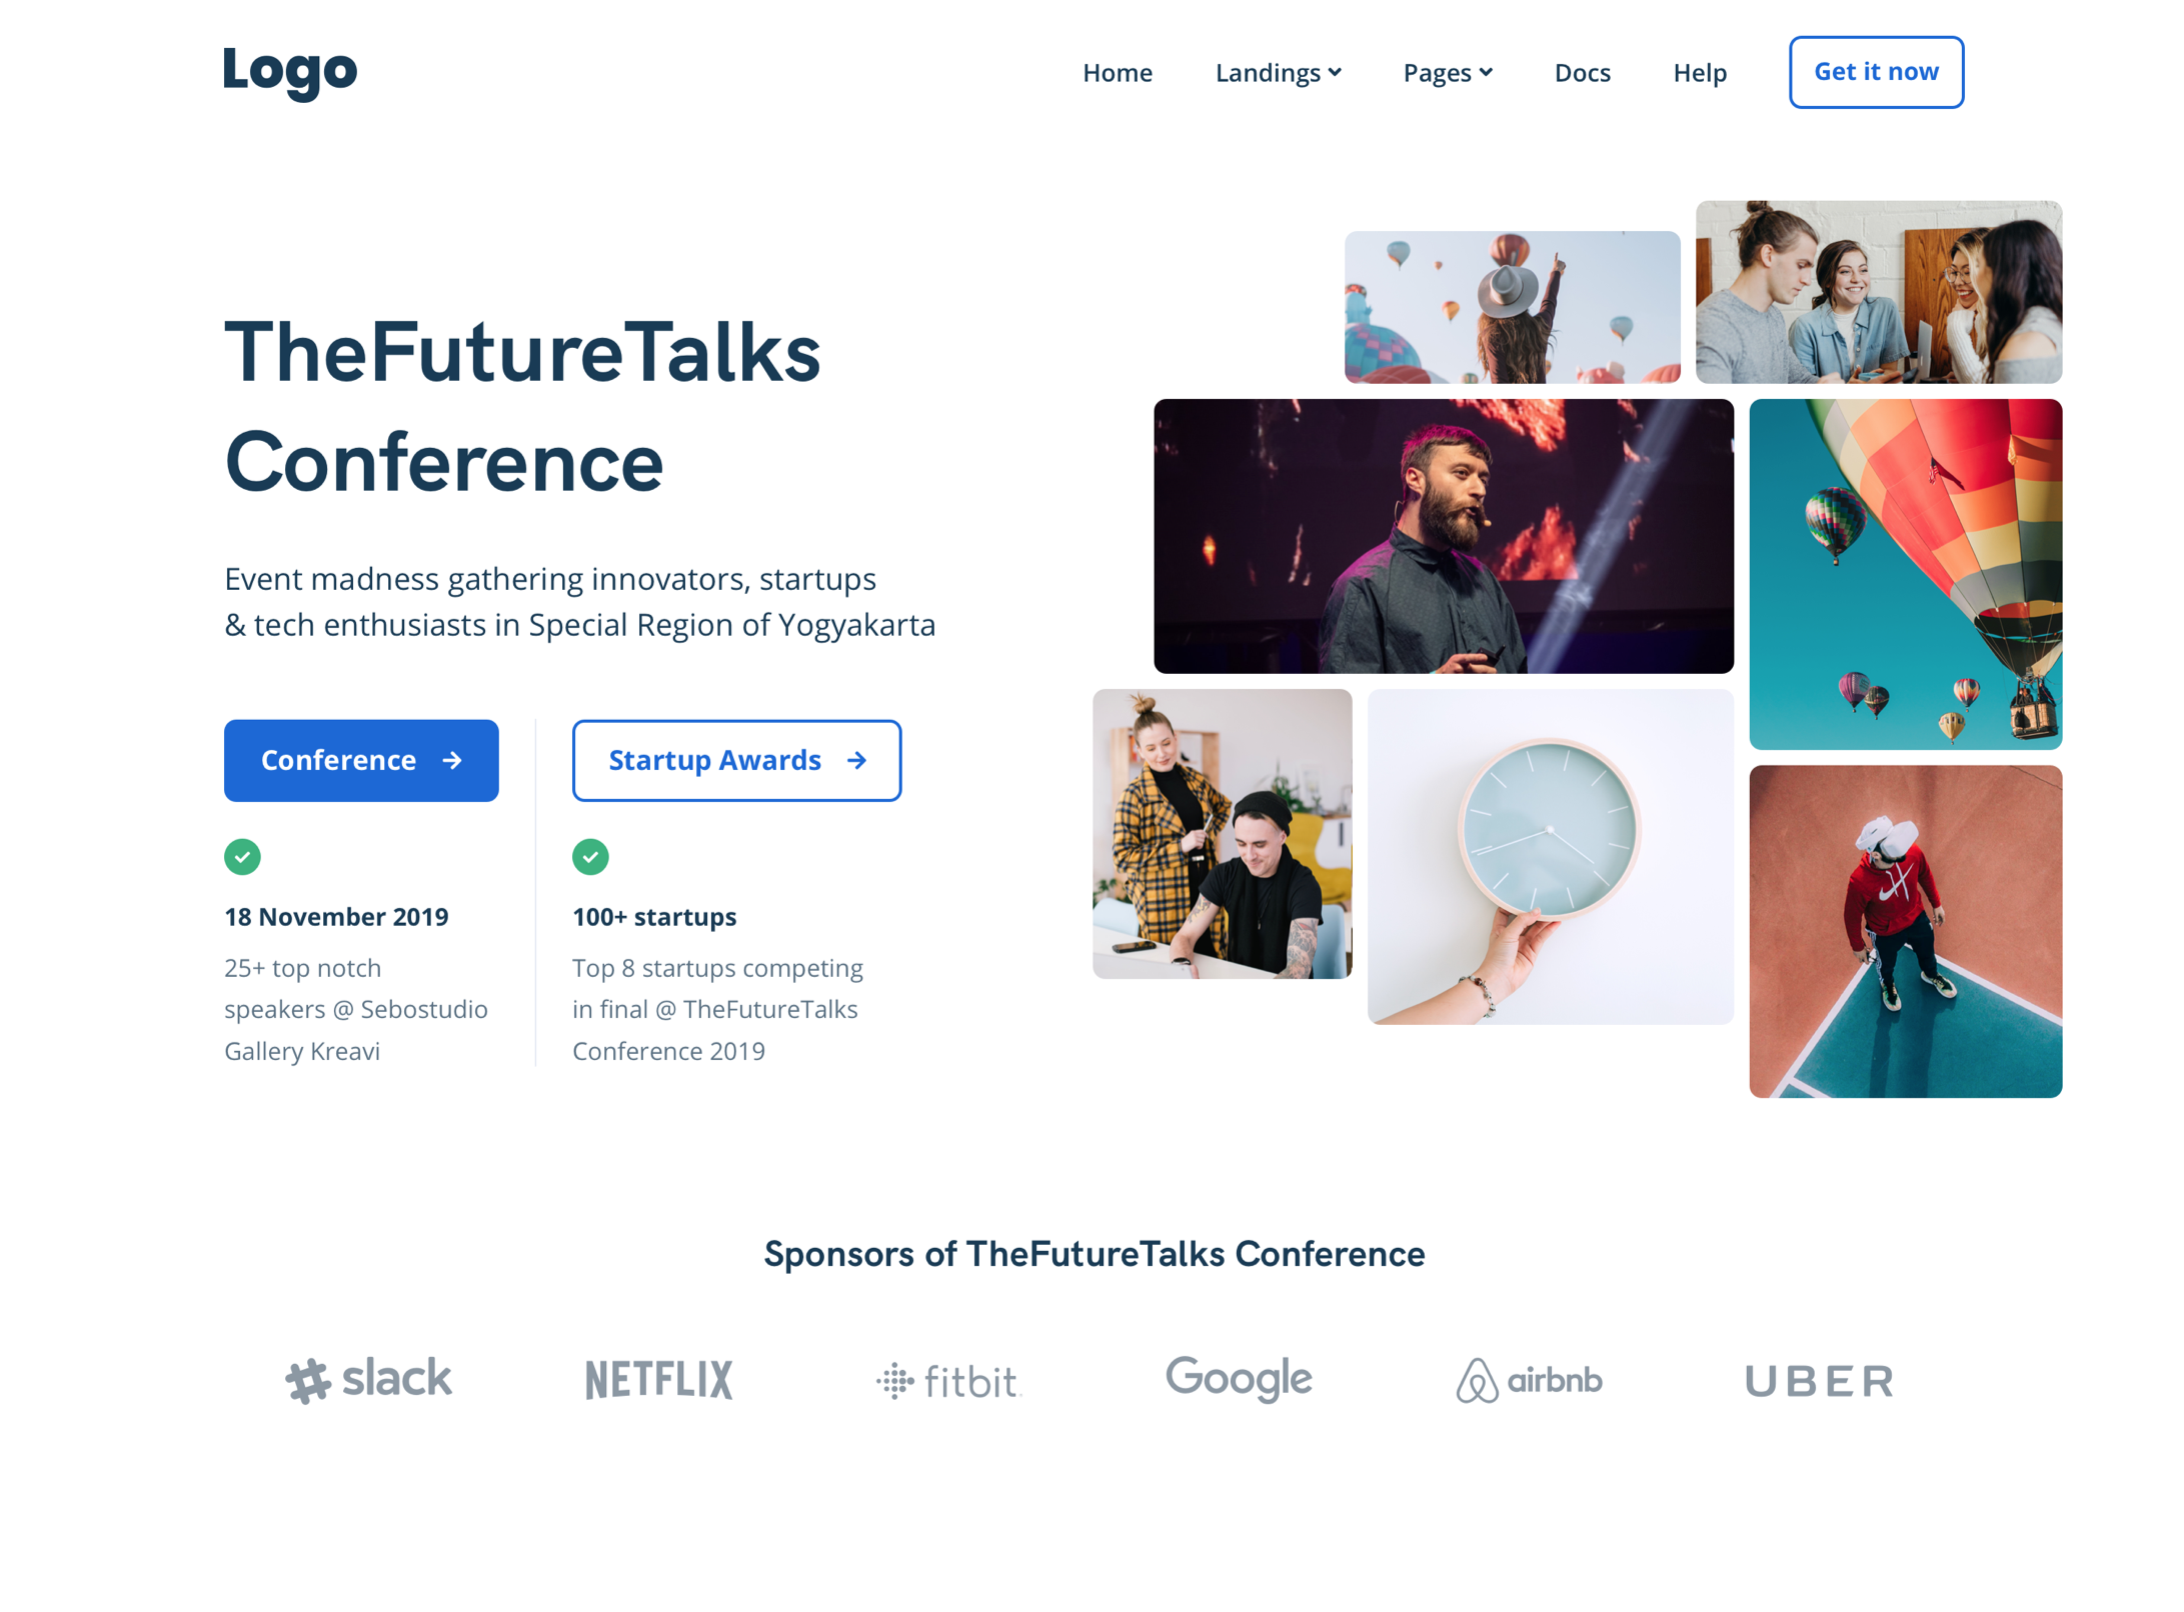 Logo
Home Landings Pages Docs Help Get it now
TheFutureTalks
Conference
Event madness gathering innovators, startups
& tech enthusiasts in Special Region of Yogyakarta
Conference
Startup Awards
18 November 2019
25+ top notch
speakers @ Sebostudio
Gallery Kreavi
100+ startups
Top 8 startups competing
in final @ TheFutureTalks
Conference 2019
Sponsors of TheFutureTalks Conference
slack NETFLIX fitbit Google airbnb UBER